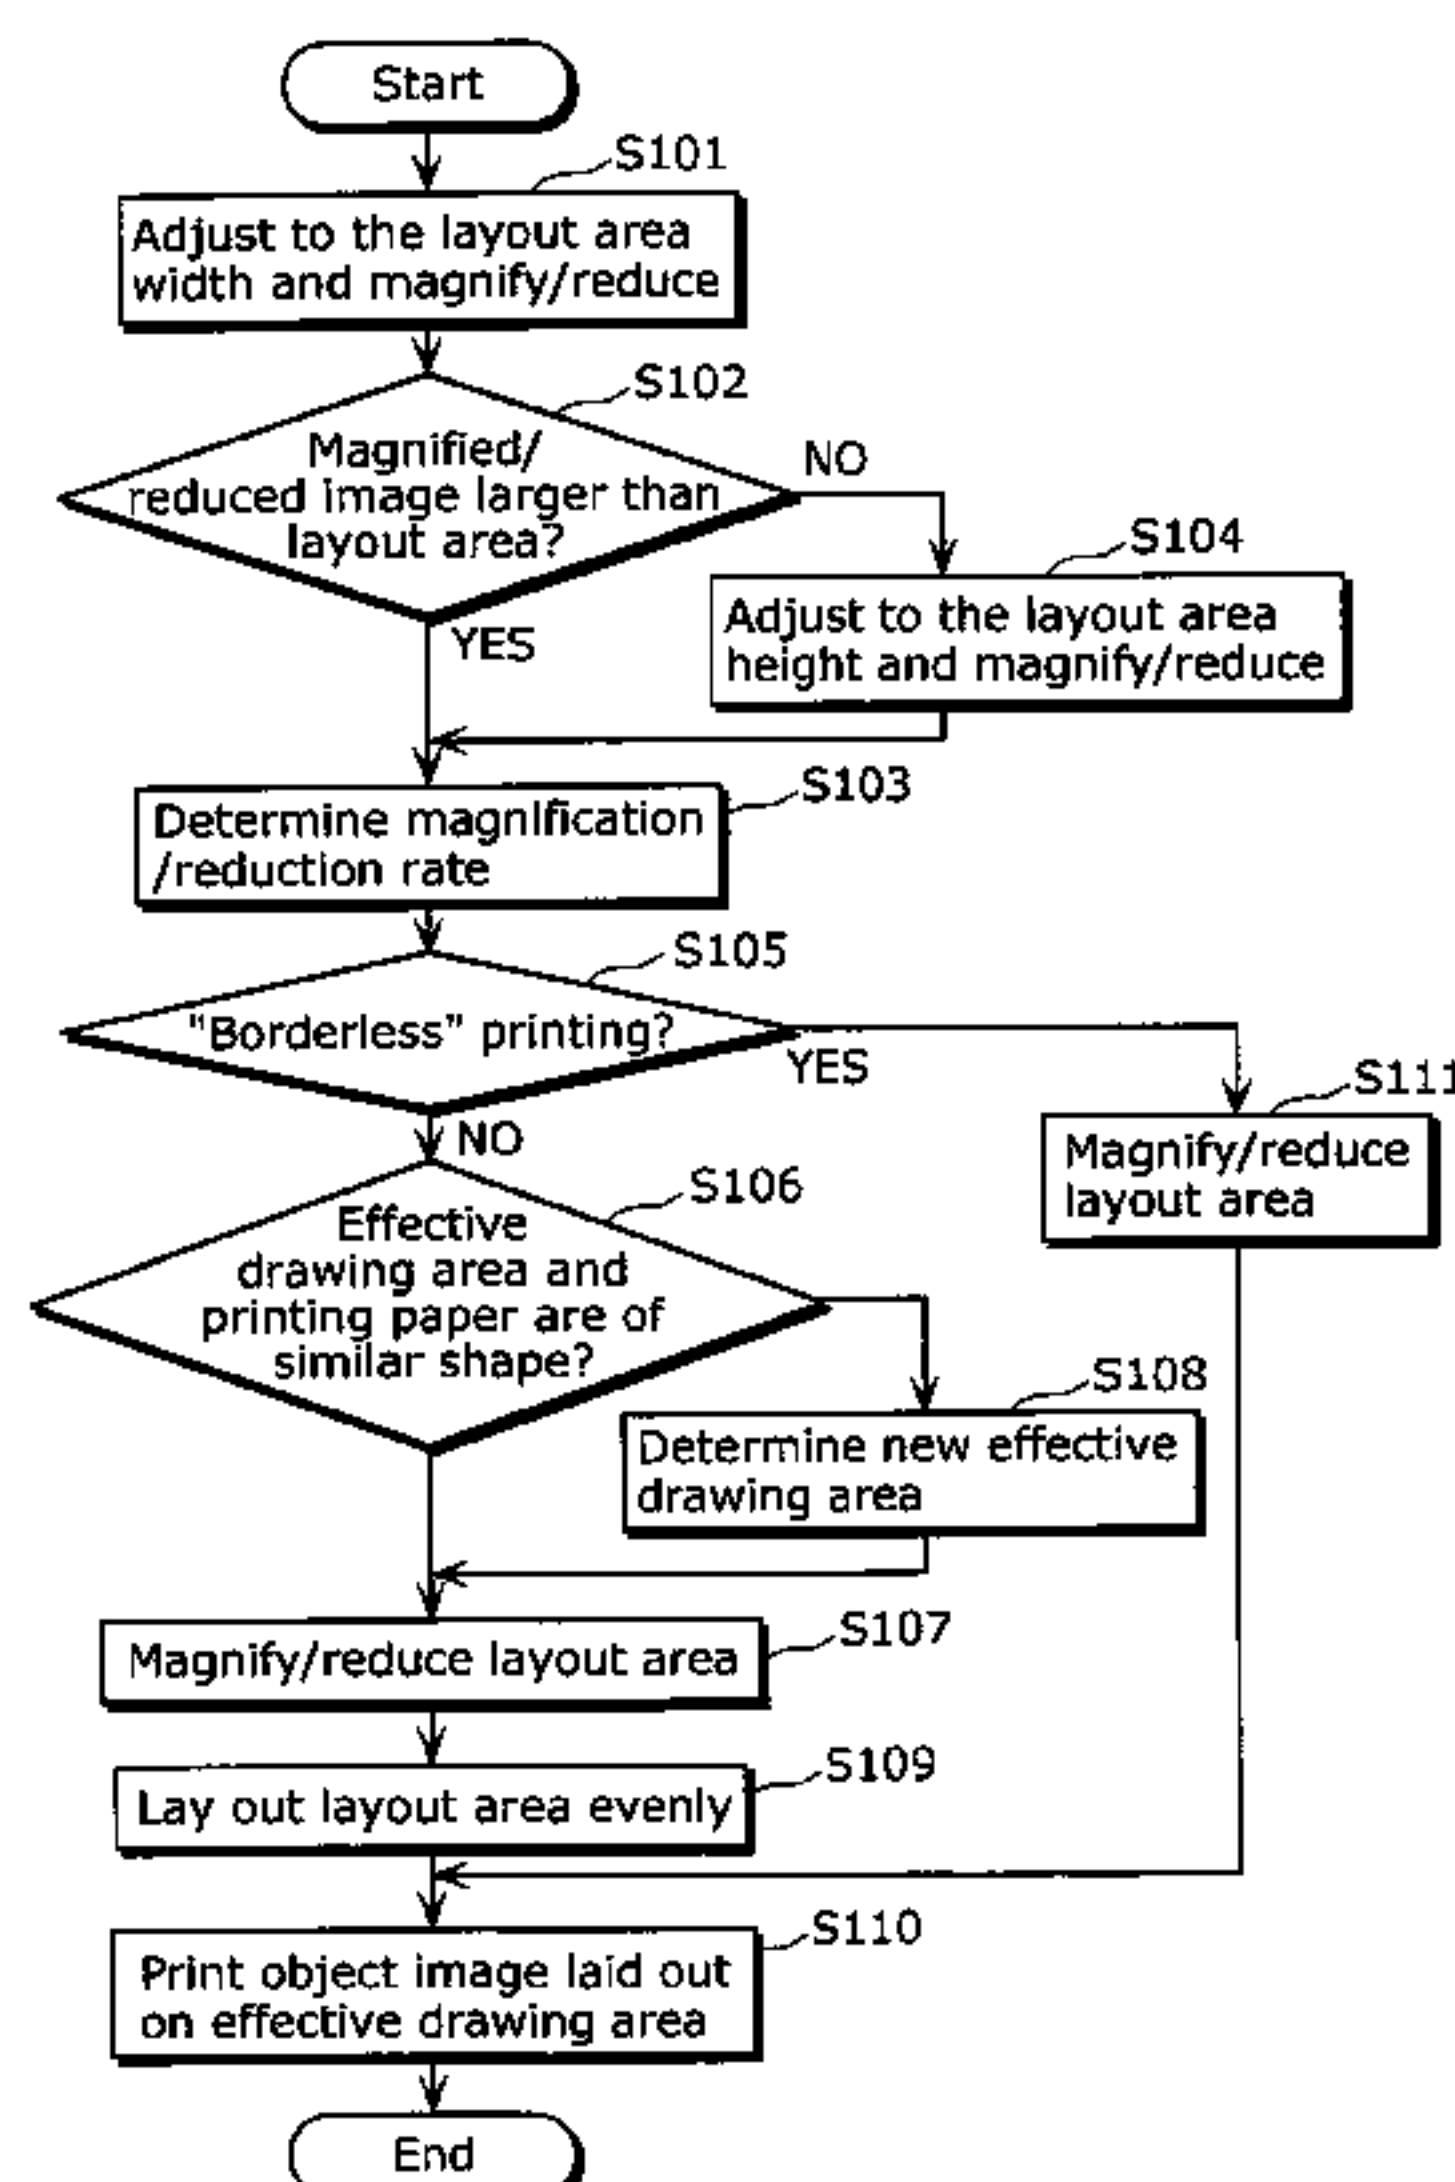 Start
S101
Adjust to the layout area
width and magnify/reduce
S102
Magnified/
reduced image larger than
layout area?
NO
YES
S104
Adjust to the layout area
height and magnify/reduce
S103
Determine magnification
/reduction rate
S105
"Borderless" printing?
YES
NO
S111
Magnify/reduce
layout area
S106
Effective
drawing area and
printing paper are of
similar shape?
S108
Determine new effective
drawing area
S107
Magnify/reduce layout area
S109
Lay out layout area evenly
S110
Print object image laid out
on effective drawing area
End